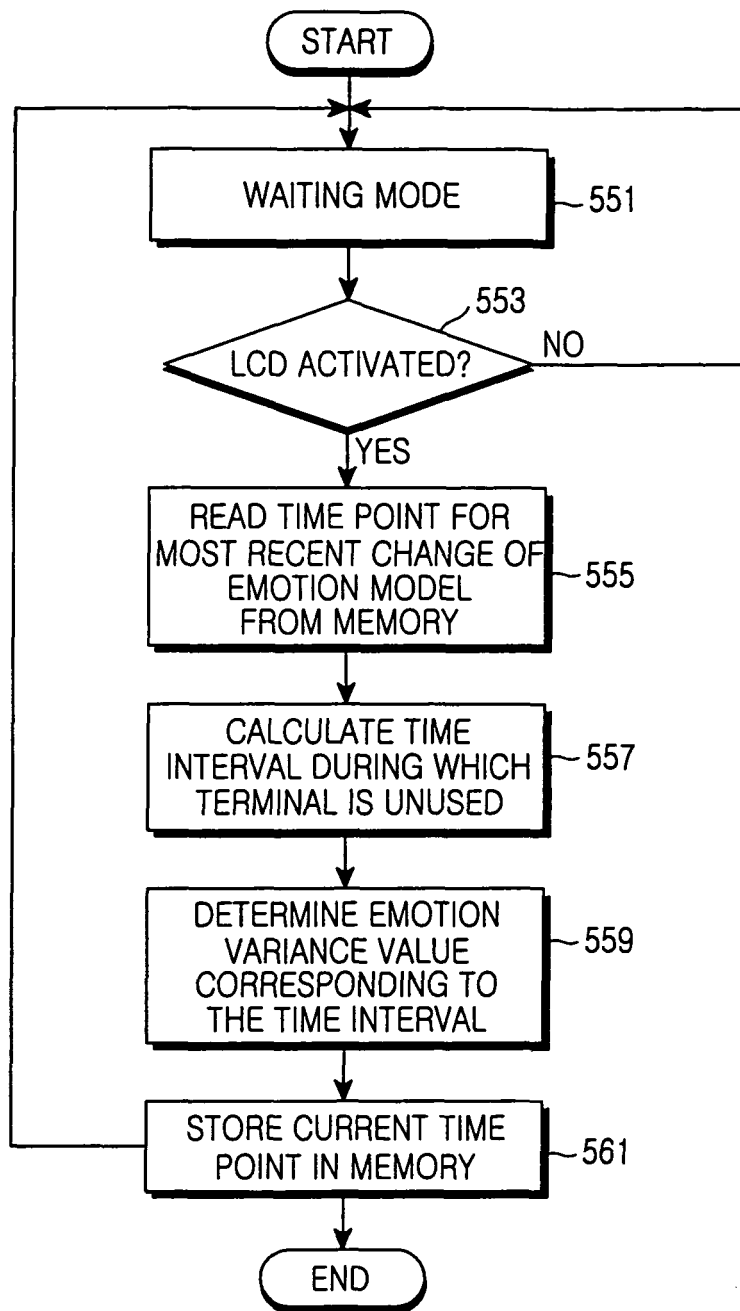 START
WAITING MODE
551
553
LCD ACTIVATED?
NO
YES
READ TIME POINT FOR
MOST RECENT CHANGE OF
EMOTION MODEL
FROM MEMORY
555
CALCULATE TIME
INTERVAL DURING WHICH
TERMINAL IS UNUSED
557
DETERMINE EMOTION
VARIANCE VALUE
CORRESPONDING TO
THE TIME INTERVAL
559
STORE CURRENT TIME
POINT IN MEMORY
561
END